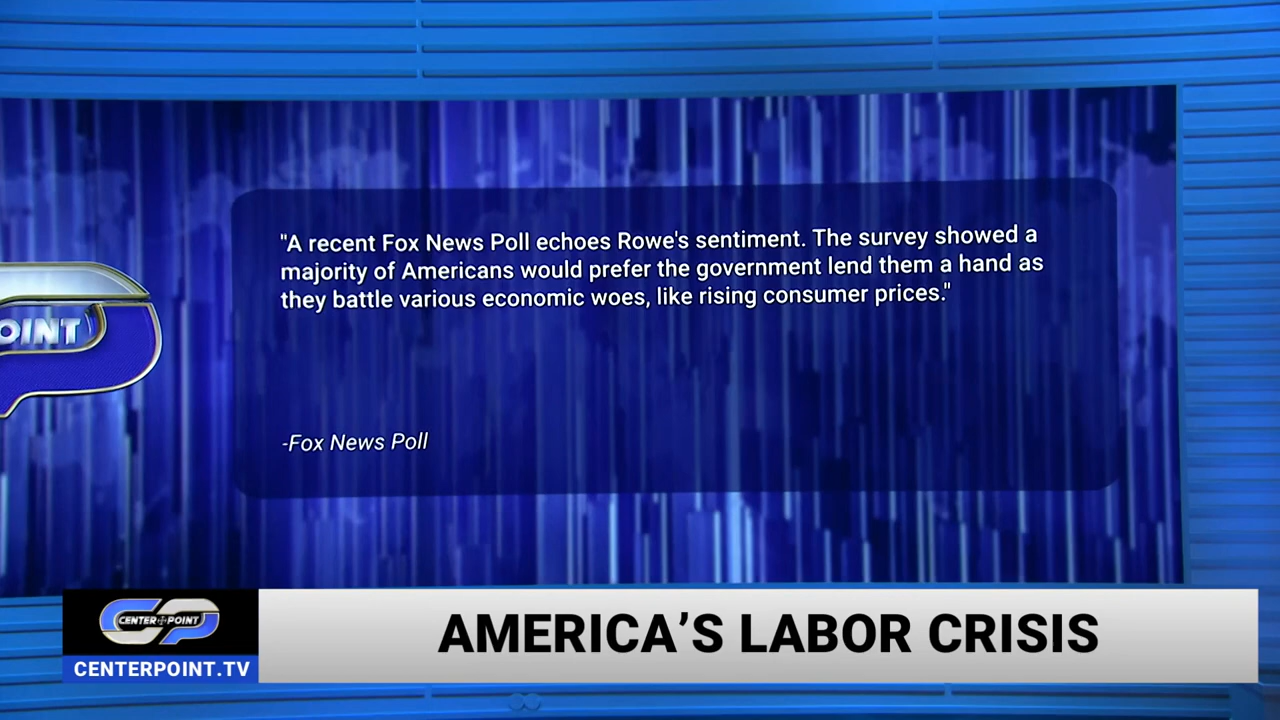 "A recent Fox News Poll echoes Rowe's sentiment. The survey showed a
majority of Americans would prefer the government lend them a hand as
they battle various economic woes, like rising consumer prices."
-Fox News Poll
OINT
CENTER POINT
CENTERPOINT.TV
AMERICA’S LABOR CRISIS